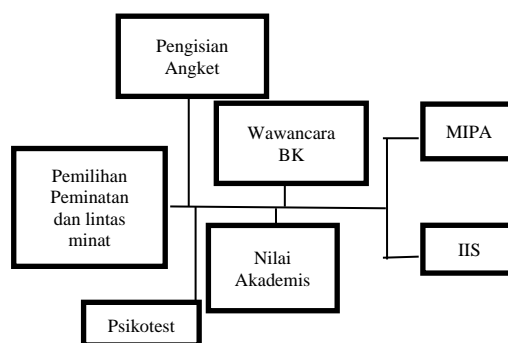 Pengisian
Angket
Wawancara
BK
MIPA
Pemilihan
Peminatan
dan lintas
minat
Nilai
Akademis
IIS
Psikotest